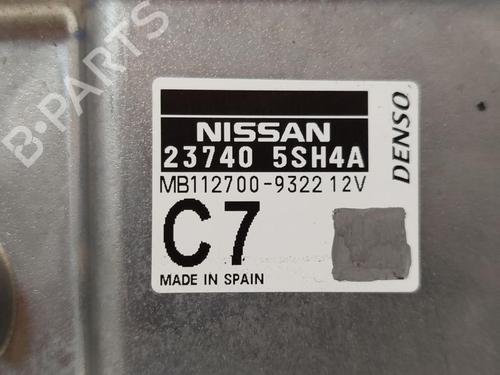 B-PARTS
NISSAN
23740 5SH4A
MB112700-9322 12V
C7
MADE IN SPAIN
DENSO